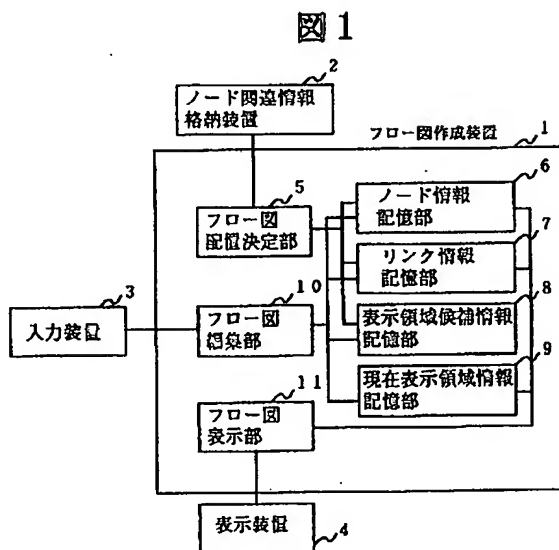 図1
2
ノード関連情報
格納装置
フロー図作成装置
1
5
フロー図
配置決定部
6
ノード情報
記憶部
7
リンク情報
記憶部
3
入力装置
10
フロー図
編集部
8
表示領域候補情報
記憶部
9
現在表示領域情報
記憶部
11
フロー図
表示部
表示装置
4